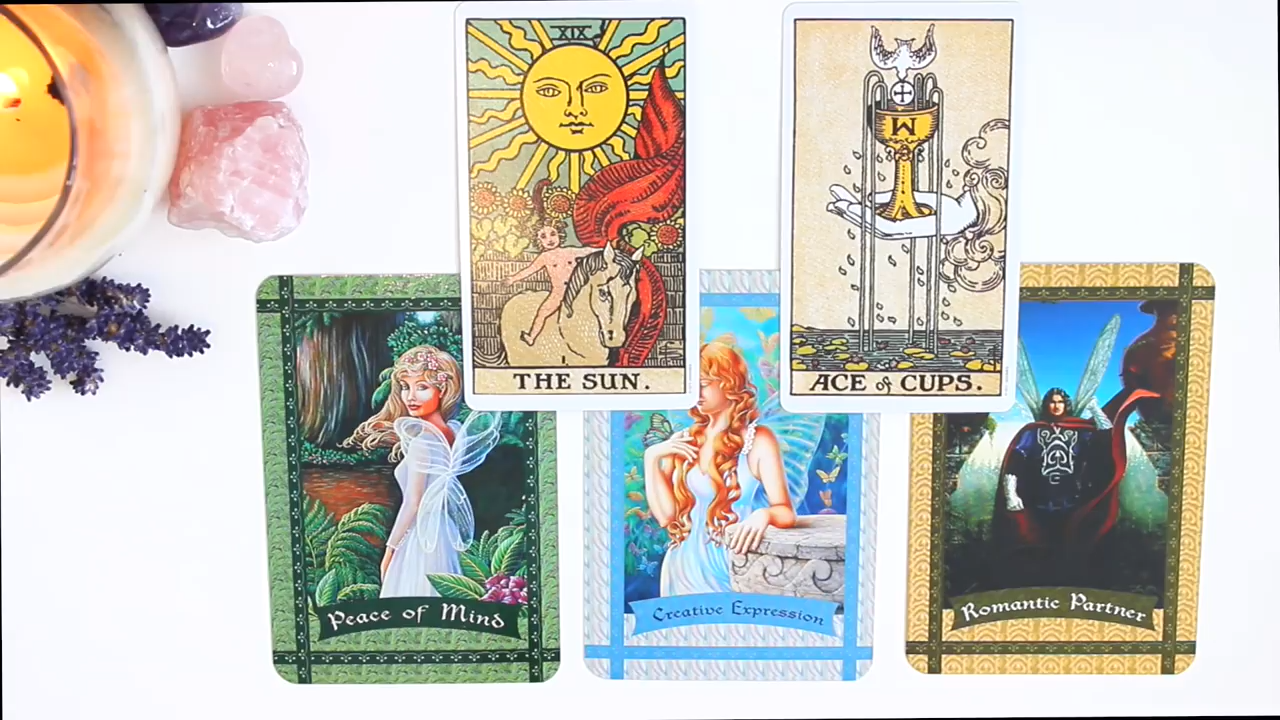 XIX
THE SUN.
ACE of CUPS.
Peace of Mind
Creative Expression
Romantic Partner